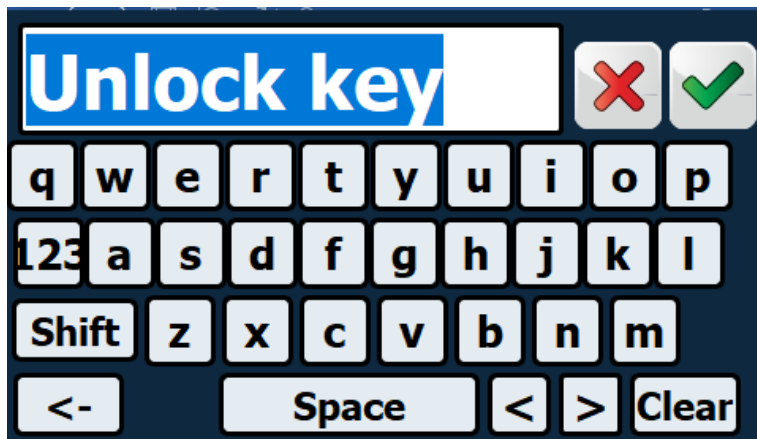 Unlock key
q w e r t y u i o p
123 a s d f g h j k l
Shift z x c v b n m
<- Space < > Clear